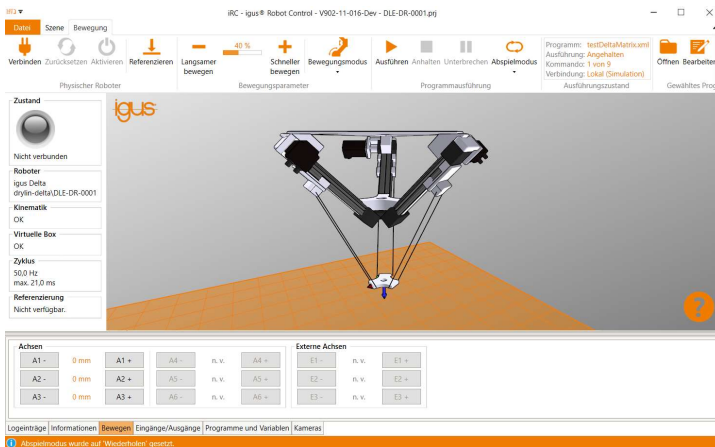 iRC - igus® Robot Control - V902-11-016-Dev - DLE-DR-0001.prj
Datei Szene Bewegung
40 %
Verbinden Zurücksetzen Aktivieren Referenzieren Langsamer bewegen Schneller bewegen Bewegungsmodus Ausführen Anhalten Unterbrechen Abspielmodus
Programm: testDeltaMatrix.xml
Ausführung: Angehalten
Kommando: 1 von 9
Verbindung: Lokal (Simulation)
Öffnen Bearbeiten
Physischer Roboter Bewegungsparameter Programmausführung Ausführungszustand Gewähltes Prog
Zustand
Nicht verbunden
Roboter
igus Delta
drylin-delta\DLE-DR-0001
Kinematik
OK
Virtuelle Box
OK
Zyklus
50,0 Hz
max. 21,0 ms
Referenzierung
Nicht verfügbar.
igus
?
Achsen Externe Achsen
A1 - 0 mm A1 + A4 - n. v. A4 + E1 - n. v. E1 +
A2 - 0 mm A2 + A5 - n. v. A5 + E2 - n. v. E2 +
A3 - 0 mm A3 + A6 - n. v. A6 + E3 - n. v. E3 +
Logeinträge Informationen Bewegen Eingänge/Ausgänge Programme und Variablen Kameras
Abspielmodus wurde auf 'Wiederholen' gesetzt.